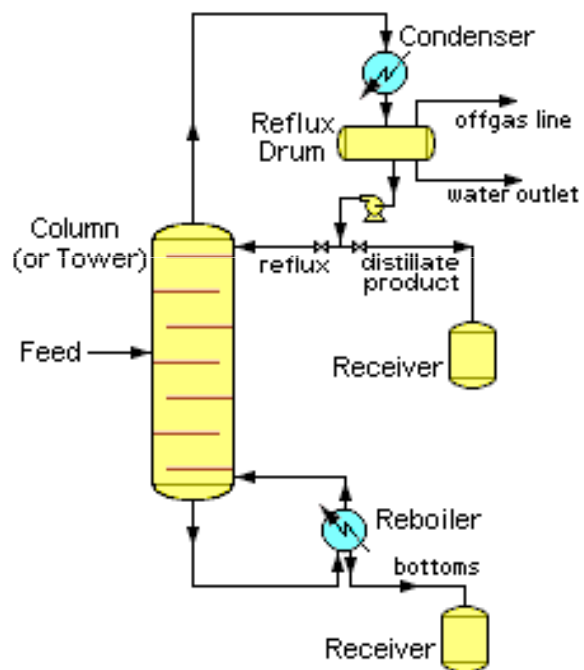 Condenser
Reflux
Drum
offgas line
water outlet
Column
(or Tower)
reflux
distillate
product
Feed
Receiver
Reboiler
bottoms
Receiver